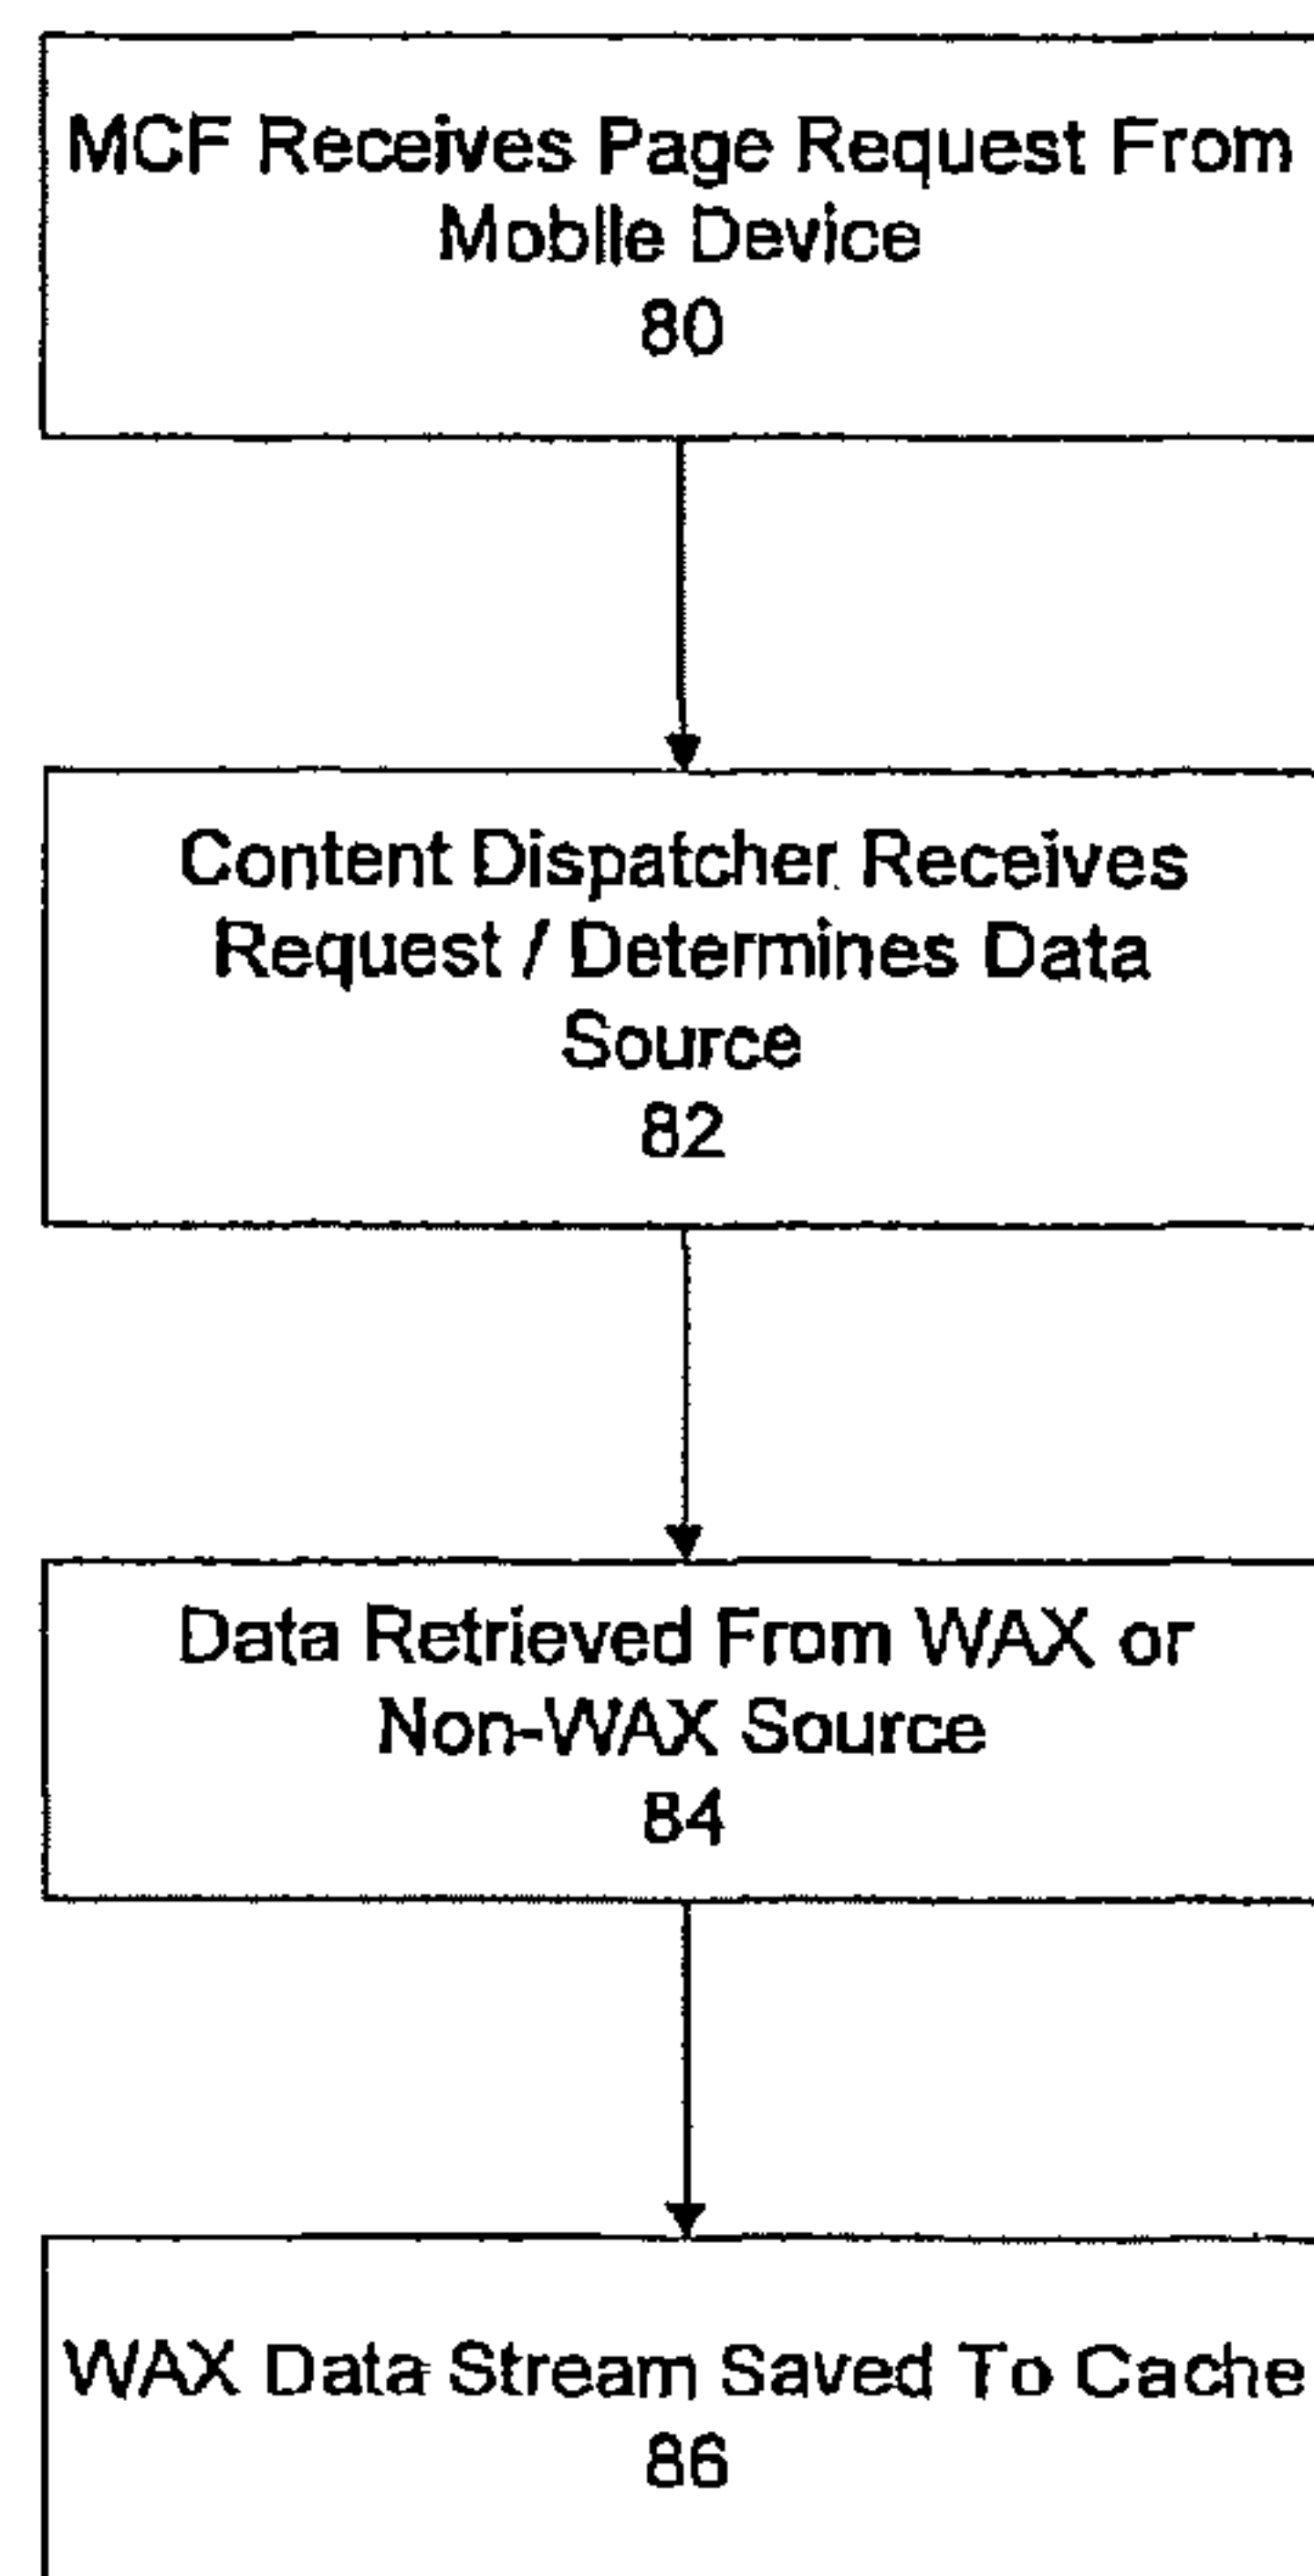 MCF Receives Page Request From
Mobile Device
80
Content Dispatcher Receives
Request / Determines Data
Source
82
Data Retrieved From WAX or
Non-WAX Source
84
WAX Data Stream Saved To Cache
86